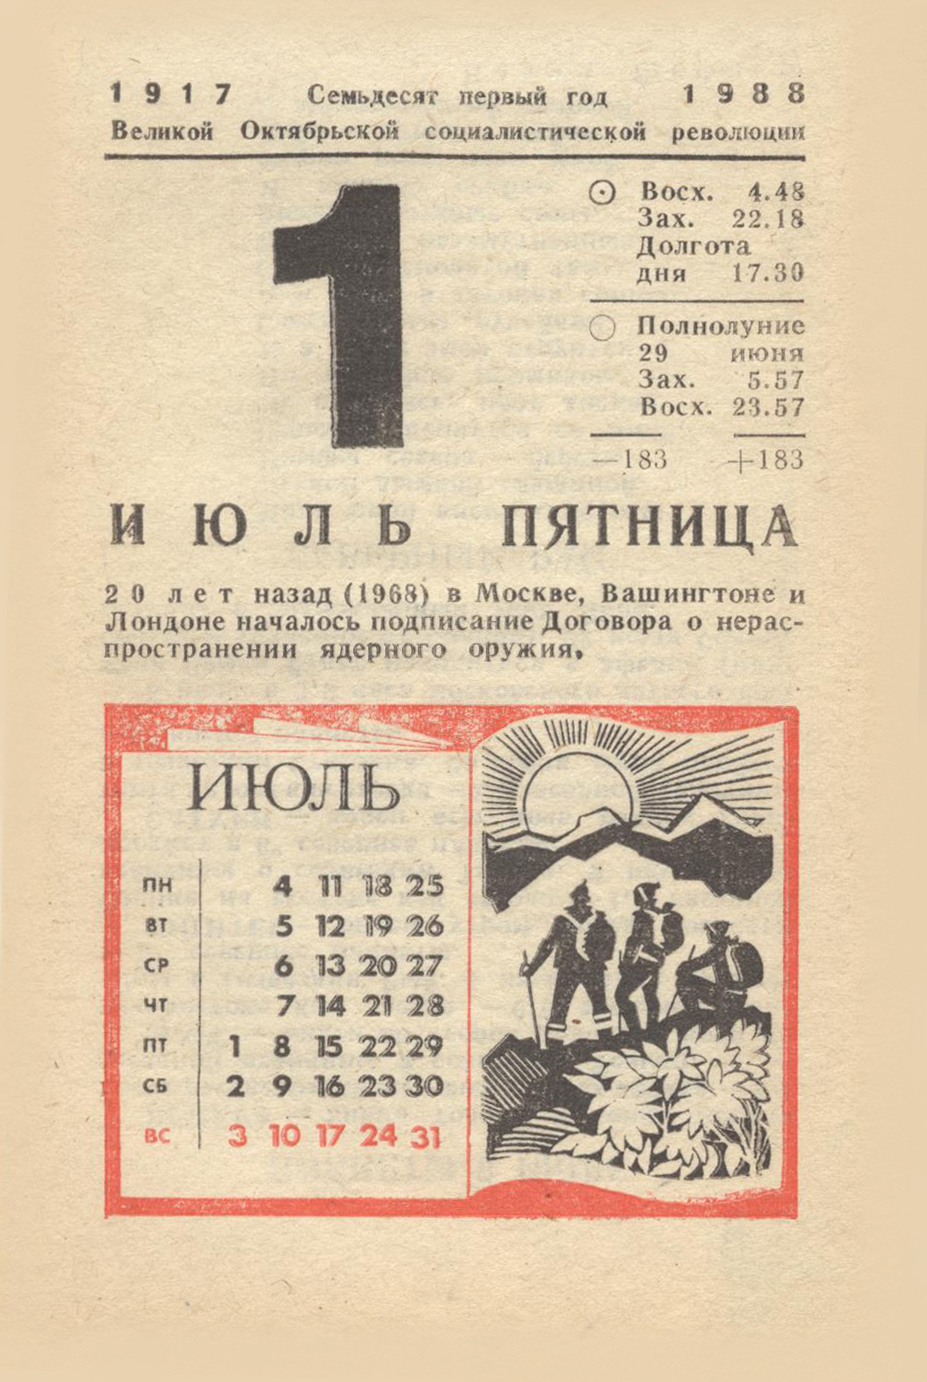 1917 Семьдесят первый год 1988
Великой Октябрьской социалистической революции
1
Восх. 4.48
Зах. 22.18
Долгота
дня 17.30
Полнолуние
29 июня
Зах. 5.57
Восх. 23.57
—183 +183
ИЮЛЬ ПЯТНИЦА
20 лет назад (1968) в Москве, Вашингтоне и
Лондоне началось подписание Договора о нерас-
пространении ядерного оружия.
ИЮЛЬ
ПН 4 11 18 25
ВТ 5 12 19 26
СР 6 13 20 27
ЧТ 7 14 21 28
ПТ 1 8 15 22 29
СБ 2 9 16 23 30
ВС 3 10 17 24 31